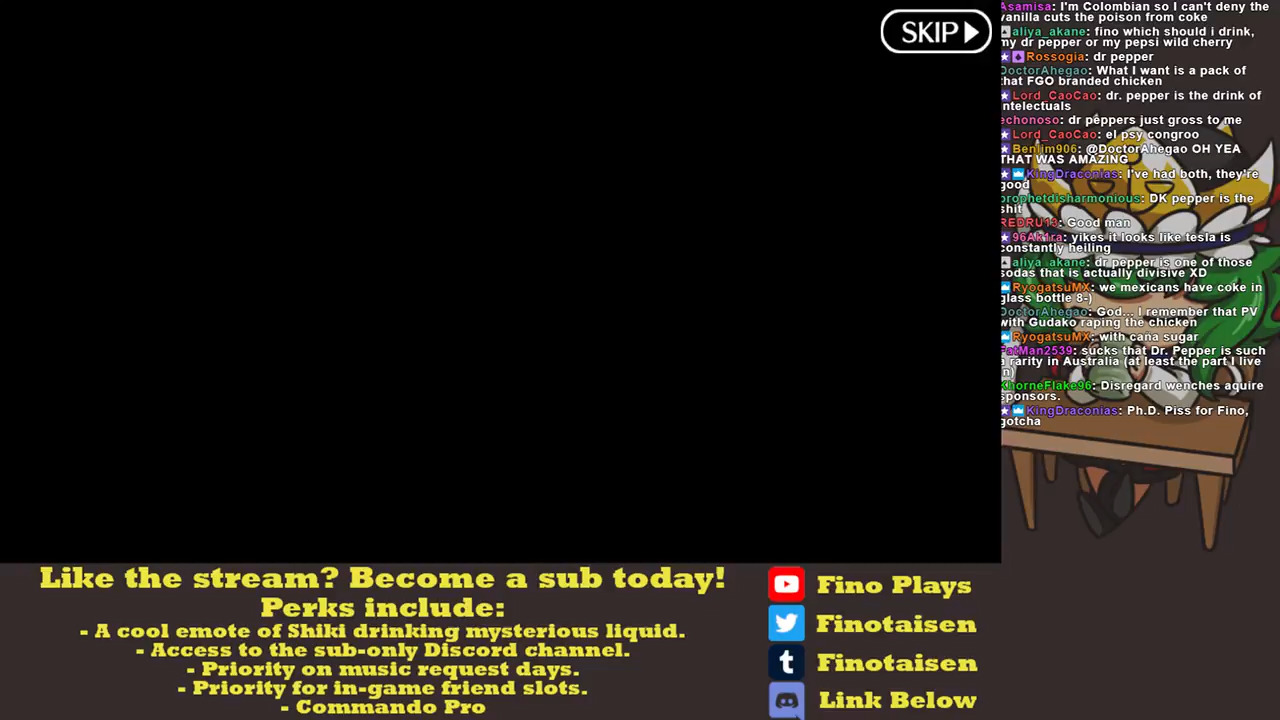 SKIP
Asamisa: I'm Colombian so I can't deny the
vanilla cuts the poison from coke
aliya_akane: fino which should i drink,
my dr pepper or my pepsi wild cherry
Rossogia: dr pepper
DoctorAhegao: What I want is a pack of
that FGO branded chicken
Lord_CaoCao: dr. pepper is the drink of
intelectuals
echonoso: dr peppers just gross to me
Lord_CaoCao: el psy congroo
Benjim906: @DoctorAhegao OH YEA
THAT WAS AMAZING
KingDraconias: I've had both, they're
good
prophetdisharmonious: DK pepper is the
shit
REDRU13: Good man
96Ak1ra: yikes it looks like tesla is
constantly heiling
aliya_akane: dr pepper is one of those
sodas that is actually divisive XD
RyogatsuMX: we mexicans have coke in
glass bottle 8-)
DoctorAhegao: God... I remember that PV
with Gudako raping the chicken
RyogatsuMX: with cana sugar
FatMan2539: sucks that Dr. Pepper is such
a rarity in Australia (at least the part I live
in)
KhorneFlake96: Disregard wenches aquire
sponsors.
KingDraconias: Ph.D. Piss for Fino,
gotcha
Like the stream? Become a sub today!
Perks include:
- A cool emote of Shiki drinking mysterious liquid.
- Access to the sub-only Discord channel.
- Priority on music request days.
- Priority for in-game friend slots.
- Commando Pro
Fino Plays
Finotaisen
t Finotaisen
Link Below